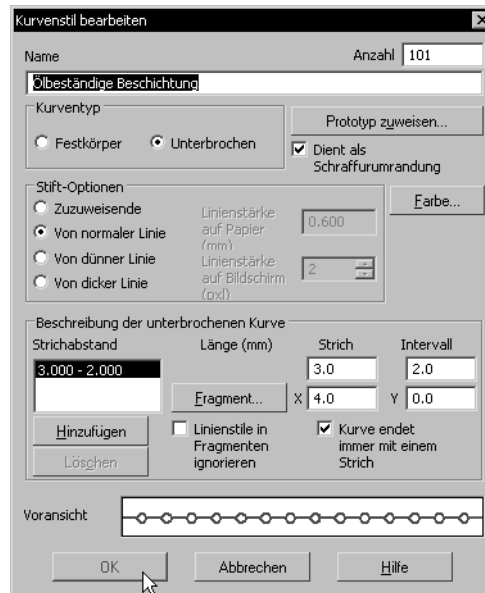 Kurvenstil bearbeiten
Name
Anzahl 101
Ölbeständige Beschichtung
Kurventyp
Festkörper Unterbrochen
Prototyp zuweisen...
Dient als
Schraffurumrandung
Stift-Optionen
Zuzuweisende
Von normaler Linie
Von dünner Linie
Von dicker Linie
Linienstärke
auf Papier
(mm)
0.600
Linienstärke
auf Bildschirm
(pxl)
2
Farbe...
Beschreibung der unterbrochenen Kurve
Strichabstand Länge (mm) Strich Intervall
3.000 - 2.000
3.0 2.0
Fragment... X 4.0 Y 0.0
Hinzufügen
Löschen
Linienstile in
Fragmenten
ignorieren
Kurve endet
immer mit einem
Strich
Voransicht
OK Abbrechen Hilfe